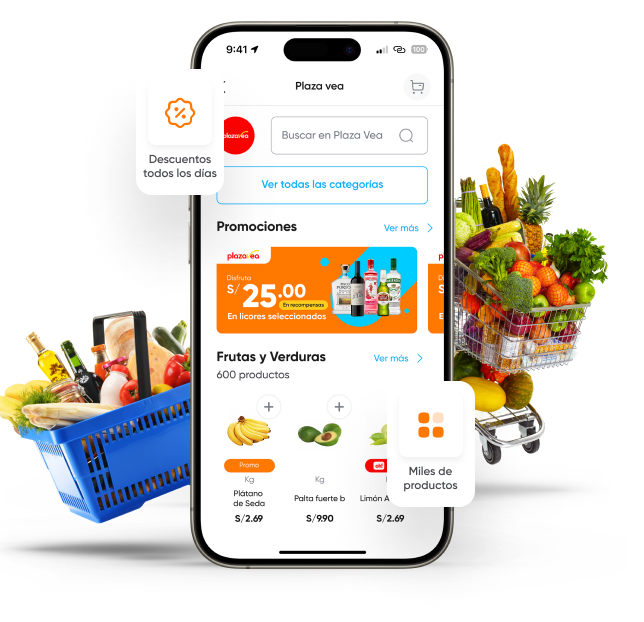 9:41
100
Plaza vea
plazavea
Buscar en Plaza Vea
Descuentos
todos los días
Ver todas las categorías
Promociones
Ver más
plazavea
Disfruta
S/ 25.00
En recompensas
En licores seleccionados
Frutas y Verduras
Ver más
600 productos
Promo
Kg
Kg
Plátano
de Seda
Palta fuerte b
Limón A
S/2.69
S/9.90
S/2.69
Miles de
productos